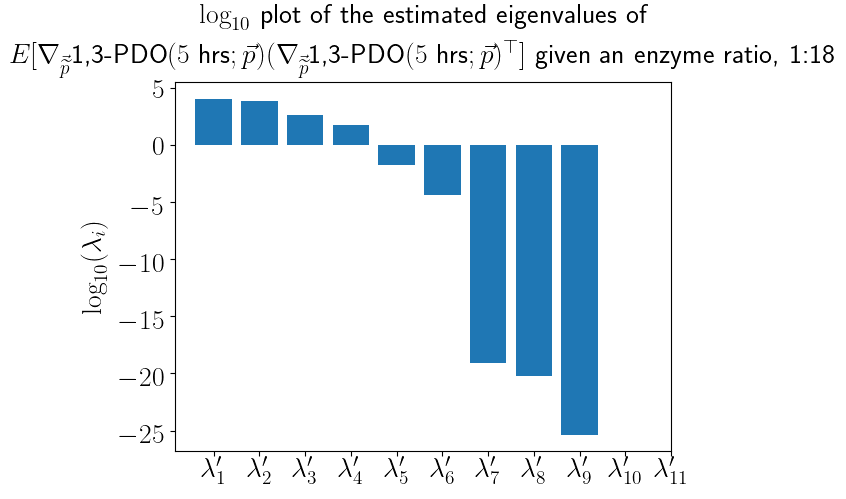 log₁₀ plot of the estimated eigenvalues of
E[∇_p̃⃗ 1,3-PDO(5 hrs; p⃗)(∇_p̃⃗ 1,3-PDO(5 hrs; p⃗)^⊤] given an enzyme ratio, 1:18
5
0
−5
−10
−15
−20
−25
log₁₀(λᵢ)
λ′₁ λ′₂ λ′₃ λ′₄ λ′₅ λ′₆ λ′₇ λ′₈ λ′₉ λ′₁₀ λ′₁₁